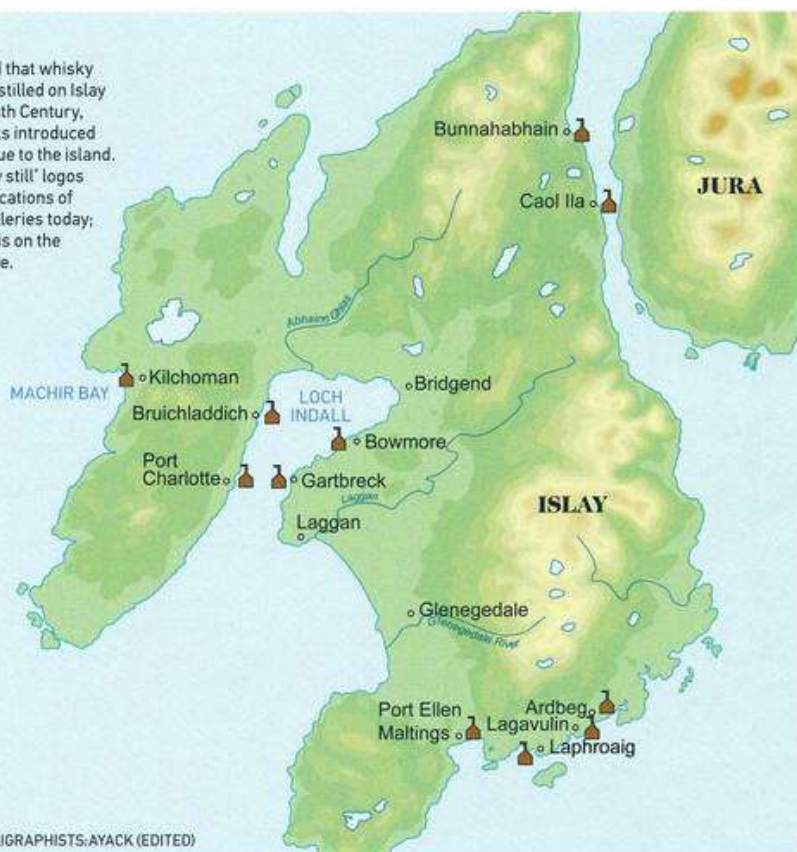 that whisky
stilled on Islay
th Century,
s introduced
ue to the island.
still' logos
cations of
leries today;
is on the
e.
Bunnahabhain
JURA
Caol Ila
Abhainn Ghlas
Kilchoman
Bridgend
MACHIR BAY
LOCH
INDALL
Bruichladdich
Bowmore
Port
Charlotte
Gartbreck
Laggan
ISLAY
Laggan
Glenegedale
Glenegedale River
Port Ellen
Maltings
Ardbeg
Lagavulin
Laphroaig
IGRAPHISTS:AYACK (EDITED)